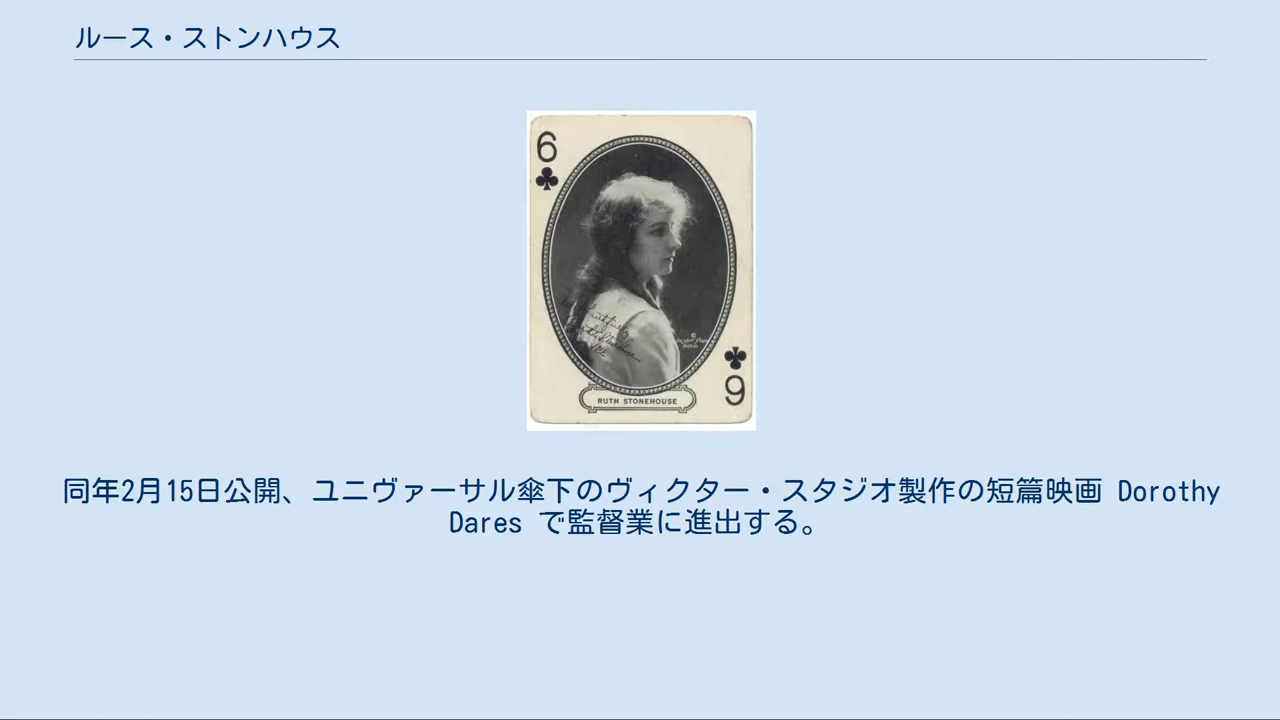 ルース・ストンハウス
6
RUTH STONEHOUSE
6
同年2月15日公開、ユニヴァーサル傘下のヴィクター・スタジオ製作の短篇映画 Dorothy
Dares で監督業に進出する。